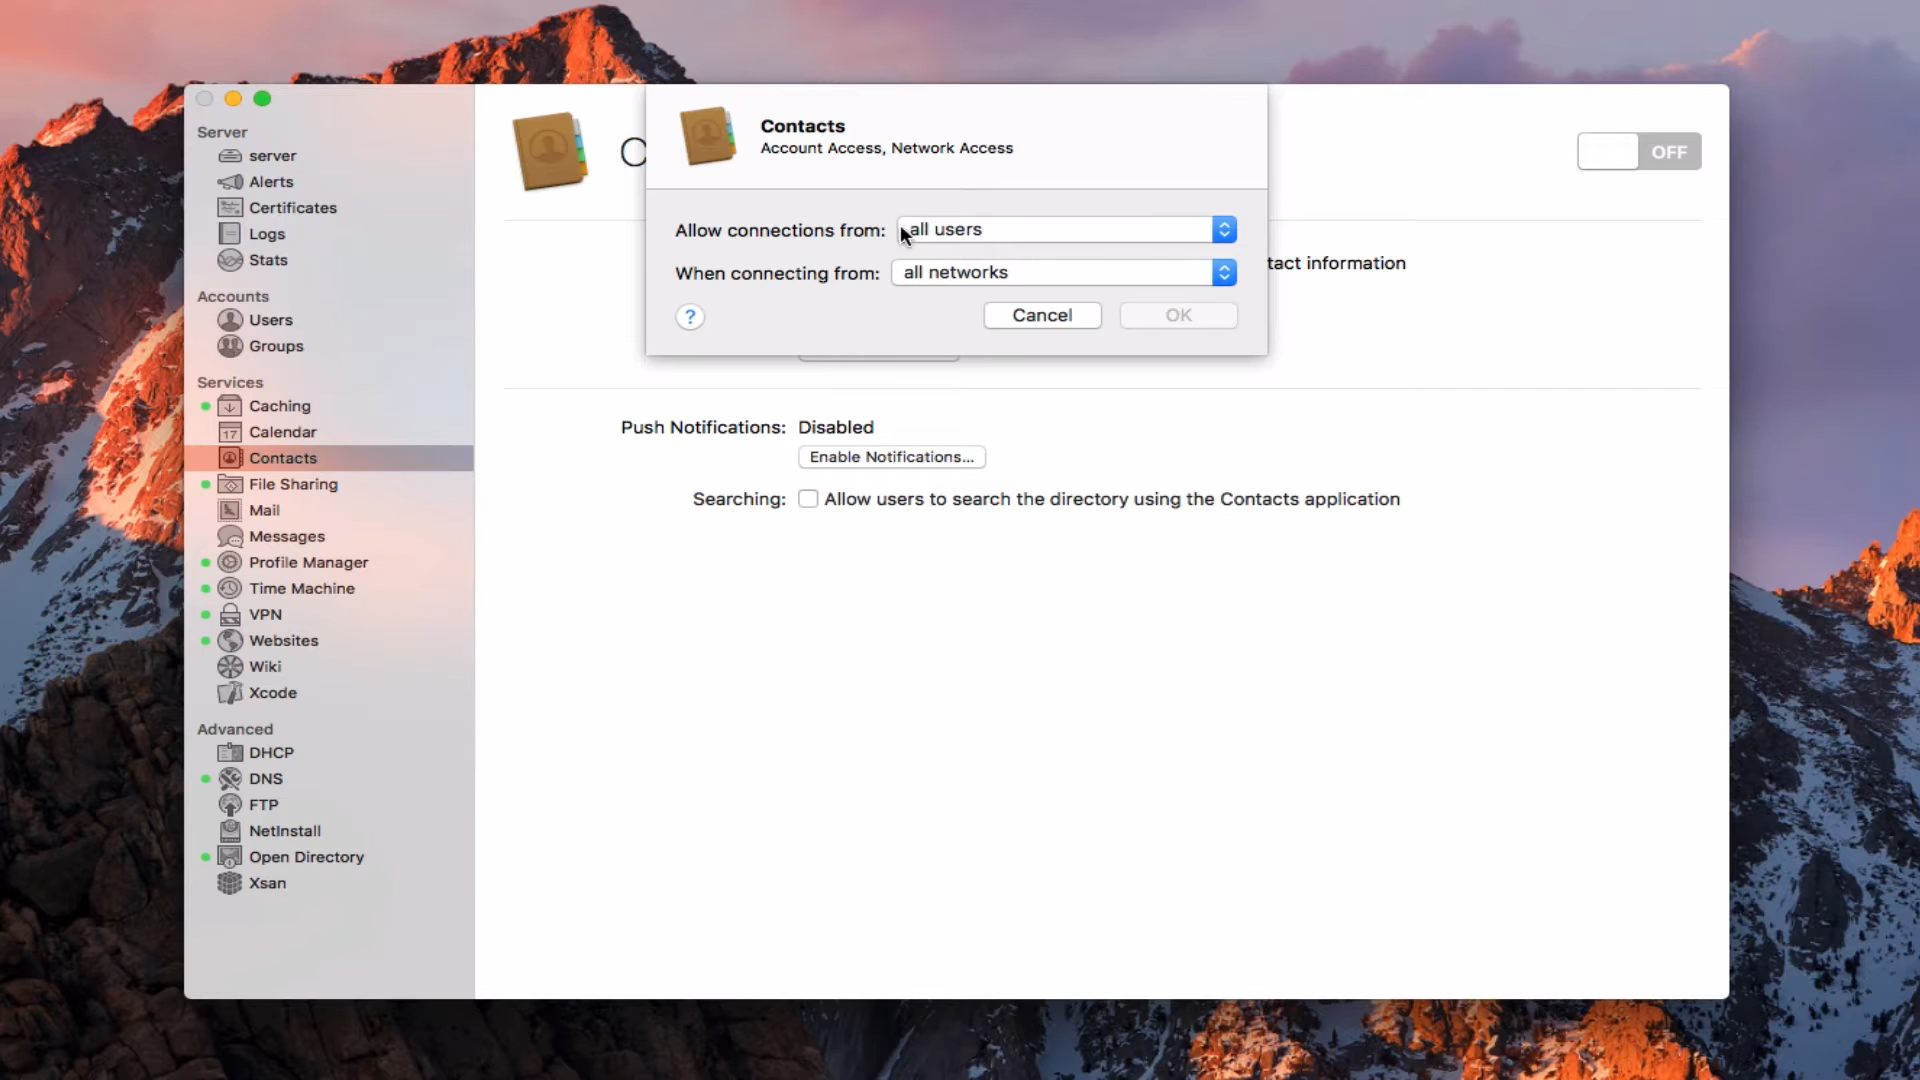 Server
server
Alerts
Certificates
Logs
Stats
Accounts
Users
Groups
Services
Caching
17 Calendar
Contacts
File Sharing
Mail
Messages
Profile Manager
Time Machine
VPN
Websites
Wiki
Xcode
Advanced
DHCP
DNS
FTP
NetInstall
Open Directory
Xsan
Contacts
Account Access, Network Access
OFF
Allow connections from: all users
tact information
When connecting from: all networks
? Cancel OK
Push Notifications: Disabled
Enable Notifications...
Searching: Allow users to search the directory using the Contacts application